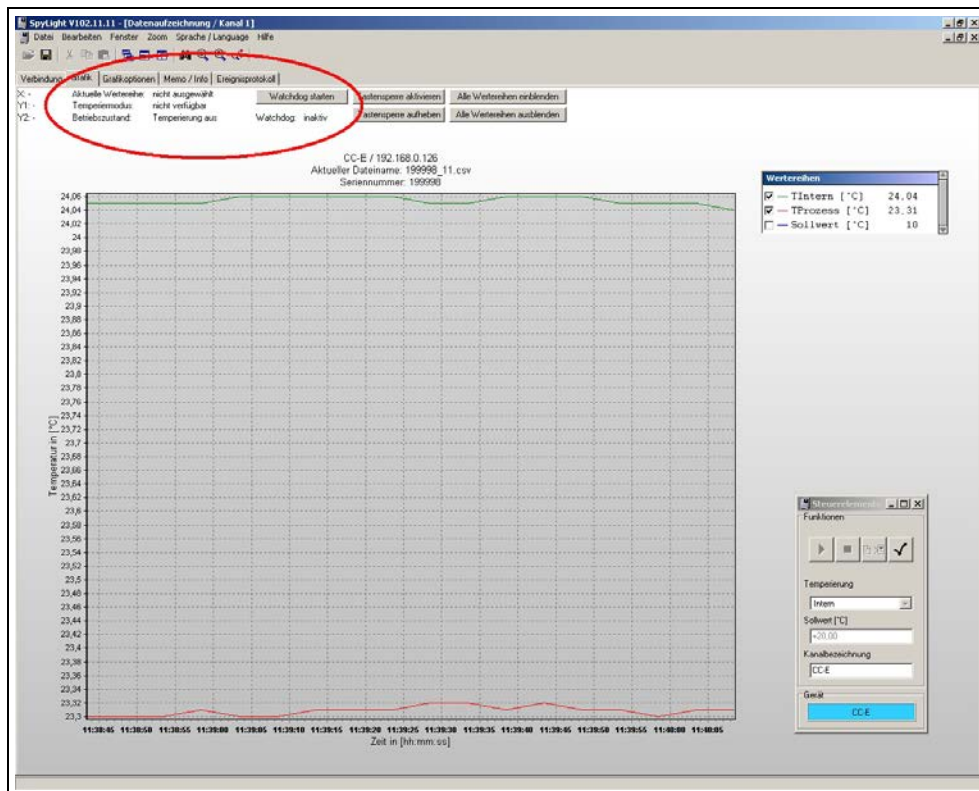 SpyLight V102.11.11 - [Datenaufzeichnung / Kanal 1]
Datei Bearbeiten Fenster Zoom Sprache / Language Hilfe
Verbindung Grafik Grafikoptionen Memo / Info Ereignisprotokoll
X: - Aktuelle Wertereihe: nicht ausgewählt Watchdog starten Tastensperre aktivieren Alle Wertereihen einblenden
Y1: - Temperiermodus: nicht verfügbar
Y2: - Betriebszustand: Temperierung aus Watchdog: inaktiv Tastensperre aufheben Alle Wertereihen ausblenden
CC-E / 192.168.0.126
Aktueller Dateiname: 199998_11.csv
Seriennummer: 199998
Wertereihen
TIntern [°C] 24.04
TProzess [°C] 23.31
Sollwert [°C] 10
24,06
24,04
24,02
24
23,98
23,96
23,94
23,92
23,9
23,88
23,86
23,84
23,82
23,8
23,78
23,76
23,74
23,72
23,7
23,68
23,66
23,64
23,62
23,6
23,58
23,56
23,54
23,52
23,5
23,48
23,46
23,44
23,42
23,4
23,38
23,36
23,34
23,32
23,3
Temperatur in [°C]
11:38:45 11:38:50 11:38:55 11:39:00 11:39:05 11:39:10 11:39:15 11:39:20 11:39:25 11:39:30 11:39:35 11:39:40 11:39:45 11:39:50 11:39:55 11:40:00 11:40:05
Zeit in [hh:mm:ss]
Steuerelemente
Funktionen
Temperierung
Intern
Sollwert [°C]
+20,00
Kanalbezeichnung
CC-E
Gerät
CC-E